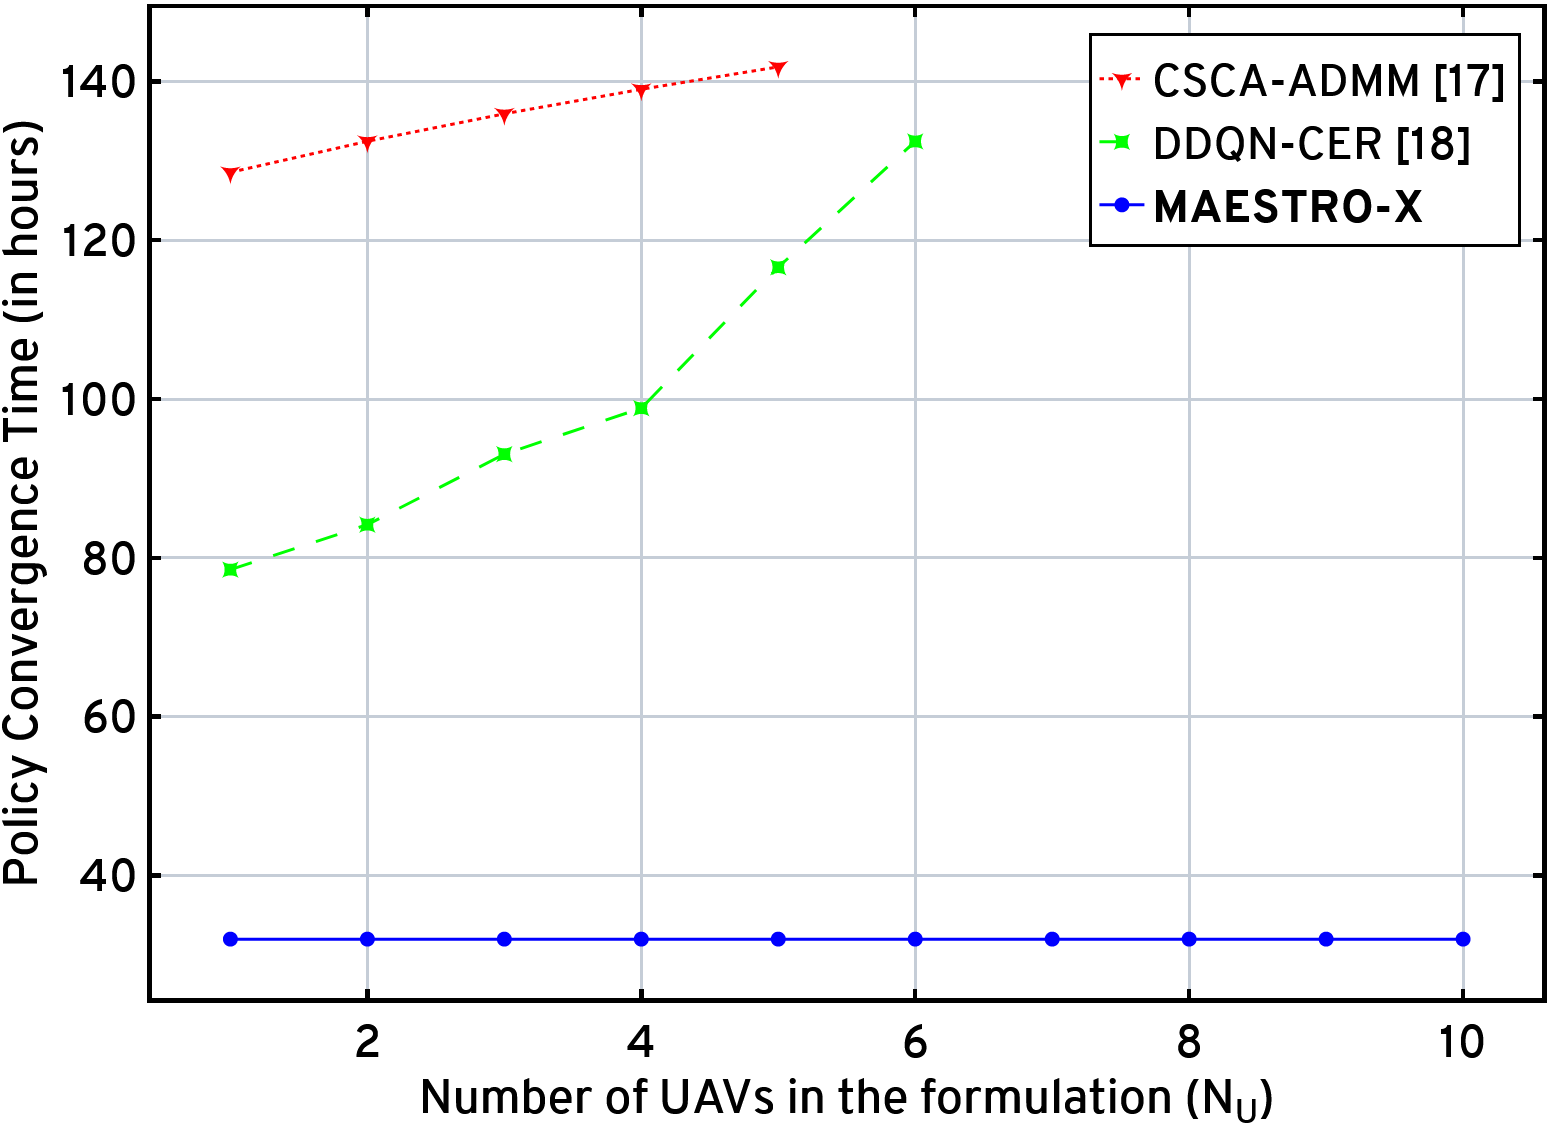 Policy Convergence Time (in hours)
140
120
100
80
60
40
CSCA-ADMM [17]
DDQN-CER [18]
MAESTRO-X
2 4 6 8 10
Number of UAVs in the formulation (N_U)